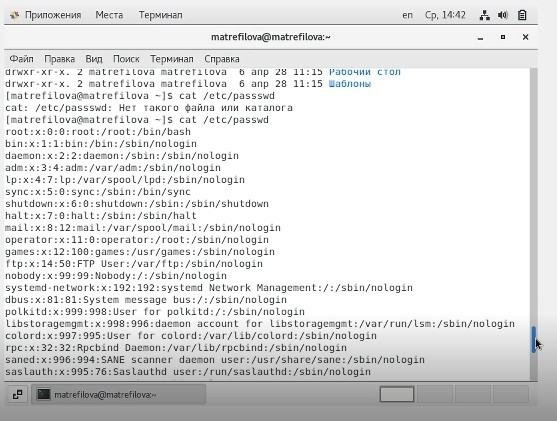 Приложения Места Терминал en Ср, 14:42
matrefilova@matrefilova:~
Файл Правка Вид Поиск Терминал Справка
drwxr-xr-x. 2 matrefilova matrefilova 6 апр 28 11:15 Рабочий стол
drwxr-xr-x. 2 matrefilova matrefilova 6 апр 28 11:15 Шаблоны
[matrefilova@matrefilova ~]$ cat /etc/passswd
cat: /etc/passswd: Нет такого файла или каталога
[matrefilova@matrefilova ~]$ cat /etc/passwd
root:x:0:0:root:/root:/bin/bash
bin:x:1:1:bin:/bin:/sbin/nologin
daemon:x:2:2:daemon:/sbin:/sbin/nologin
adm:x:3:4:adm:/var/adm:/sbin/nologin
lp:x:4:7:lp:/var/spool/lpd:/sbin/nologin
sync:x:5:0:sync:/sbin:/bin/sync
shutdown:x:6:0:shutdown:/sbin:/sbin/shutdown
halt:x:7:0:halt:/sbin:/sbin/halt
mail:x:8:12:mail:/var/spool/mail:/sbin/nologin
operator:x:11:0:operator:/root:/sbin/nologin
games:x:12:100:games:/usr/games:/sbin/nologin
ftp:x:14:50:FTP User:/var/ftp:/sbin/nologin
nobody:x:99:99:Nobody:/:/sbin/nologin
systemd-network:x:192:192:systemd Network Management:/:/sbin/nologin
dbus:x:81:81:System message bus:/:/sbin/nologin
polkitd:x:999:998:User for polkitd:/:/sbin/nologin
libstoragemgmt:x:998:996:daemon account for libstoragemgmt:/var/run/lsm:/sbin/nologin
colord:x:997:995:User for colord:/var/lib/colord:/sbin/nologin
rpc:x:32:32:Rpcbind Daemon:/var/lib/rpcbind:/sbin/nologin
saned:x:996:994:SANE scanner daemon user:/usr/share/sane:/sbin/nologin
saslauth:x:995:76:Saslauthd user:/run/saslauthd:/sbin/nologin
matrefilova@matrefilova:~